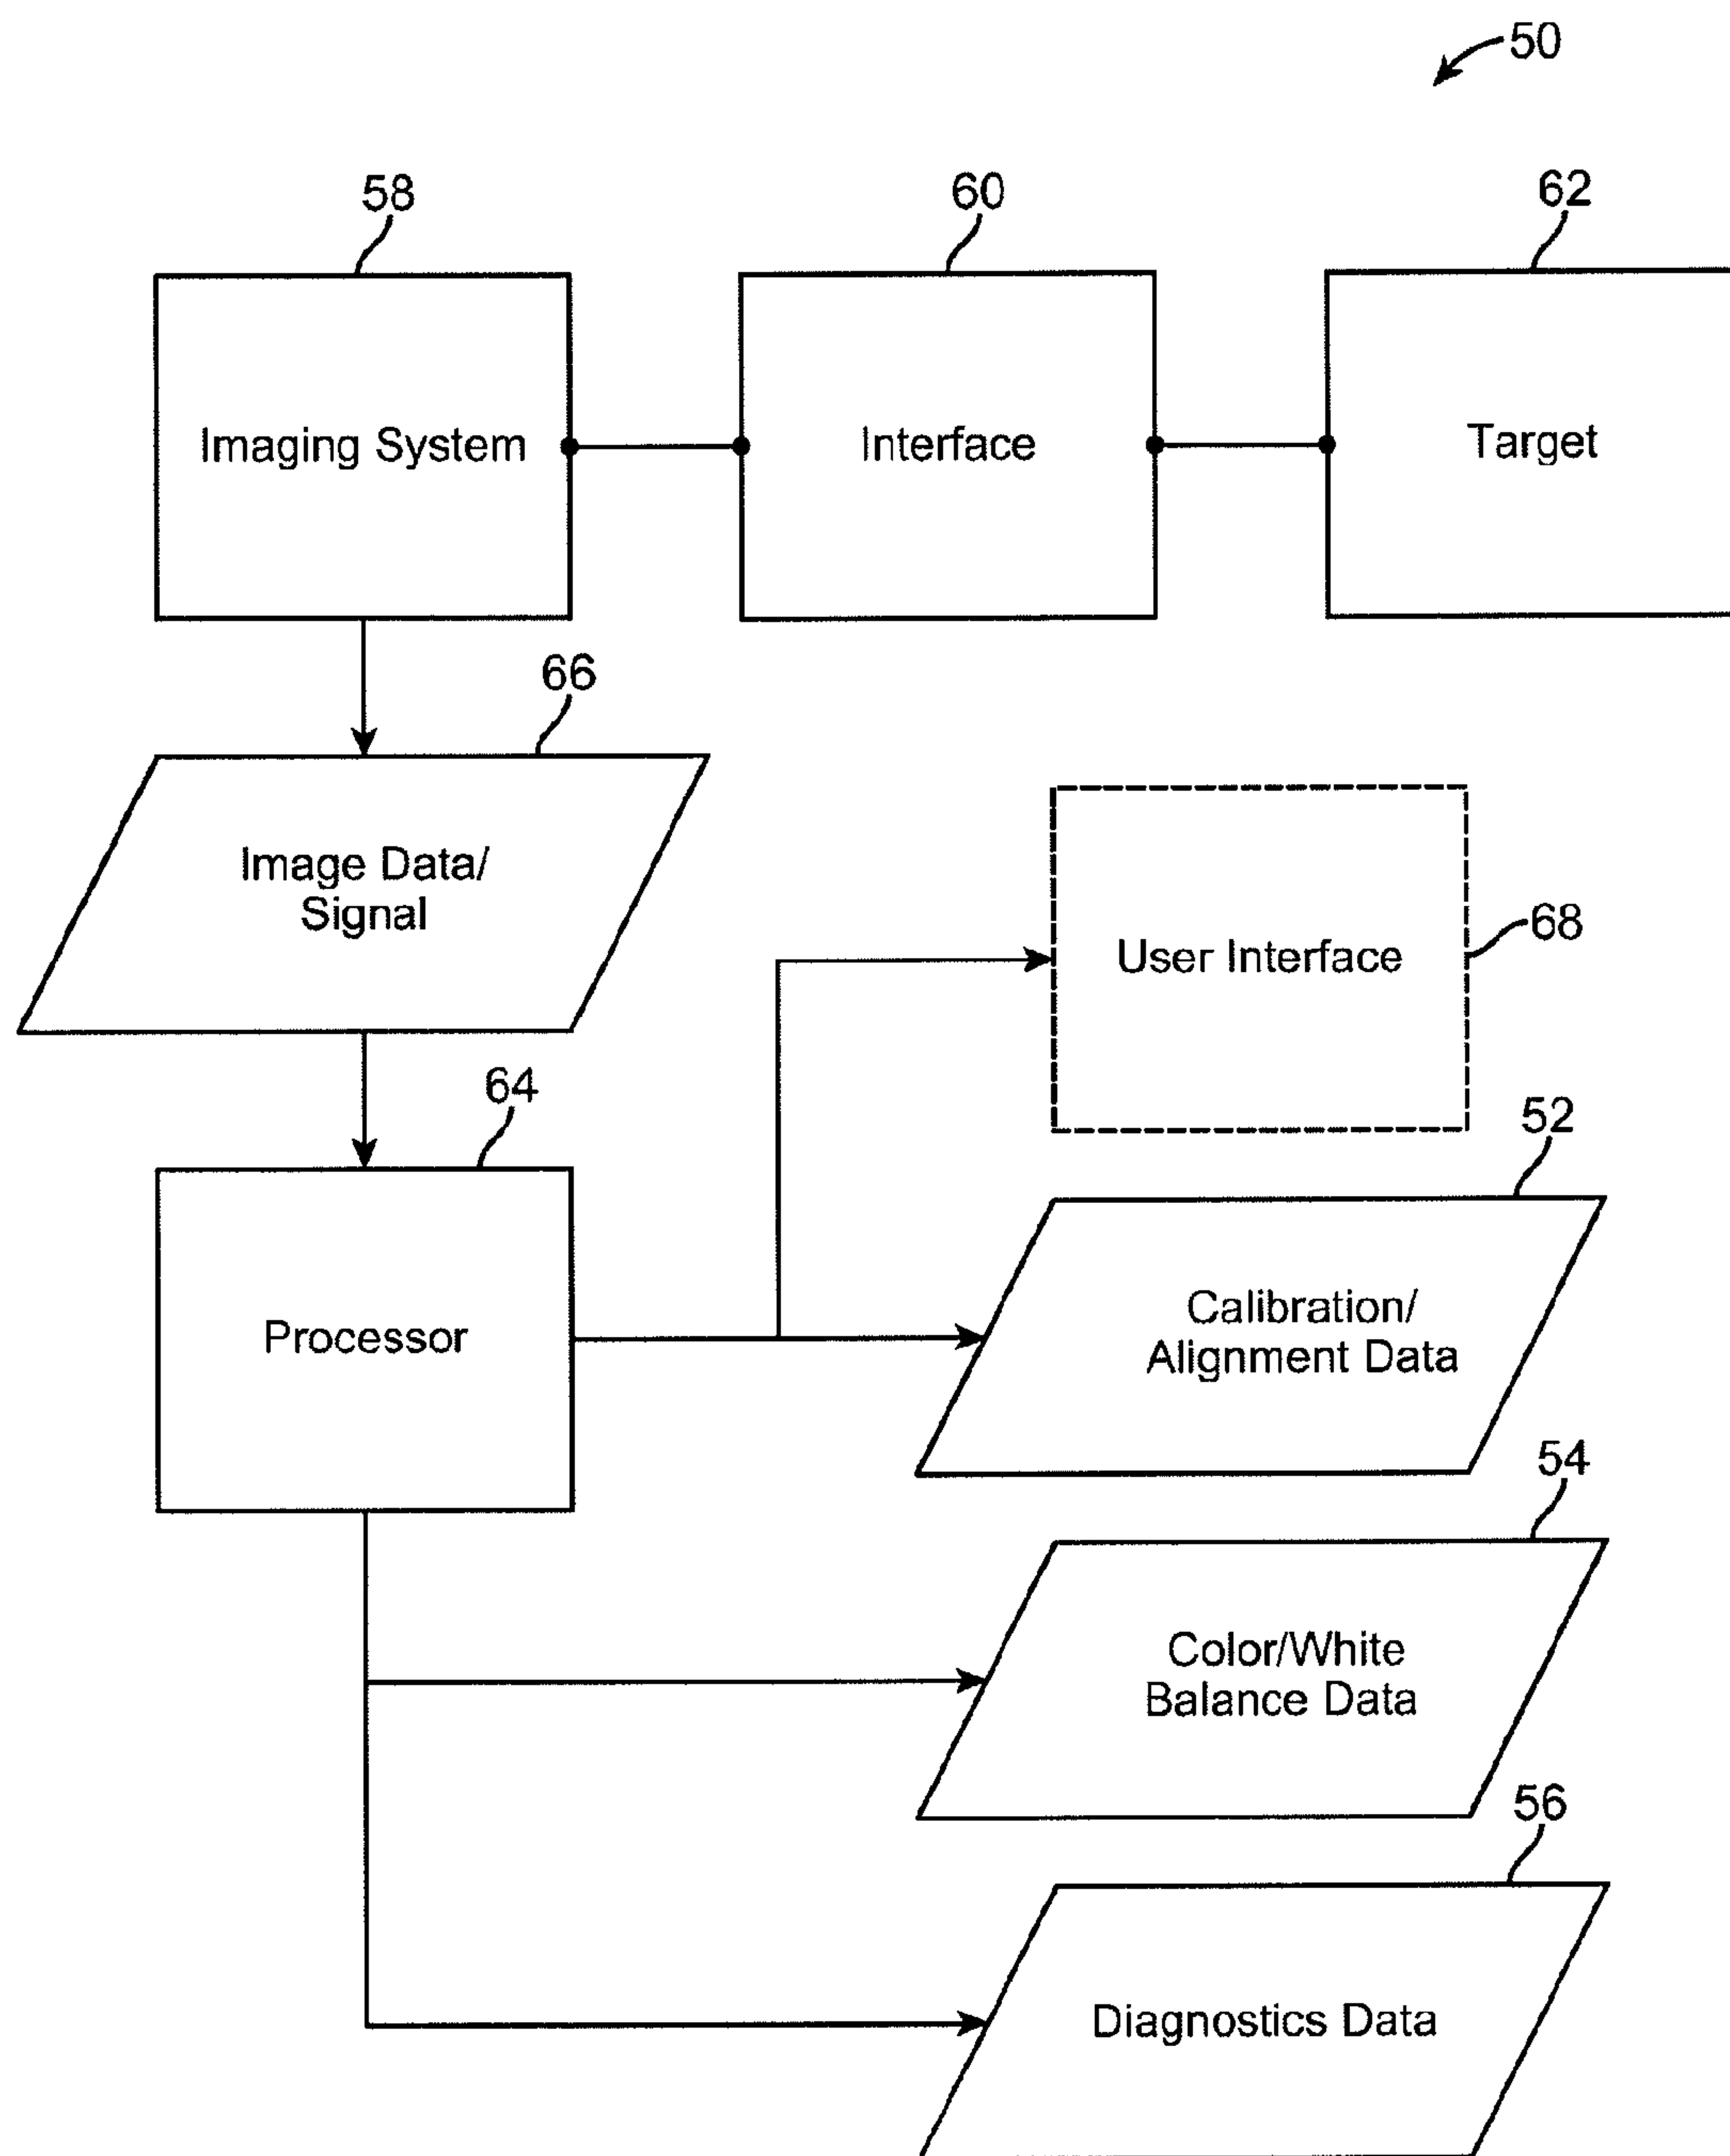 50
58
60
62
Imaging System
Interface
Target
66
Image Data/
Signal
User Interface
68
64
52
Processor
Calibration/
Alignment Data
54
Color/White
Balance Data
56
Diagnostics Data